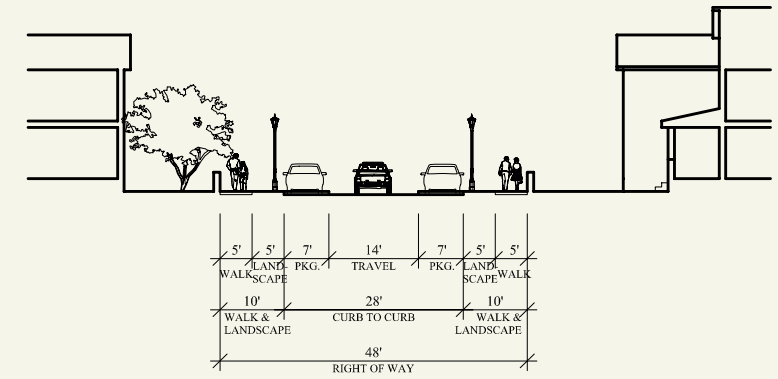 5' 5' 7' 14' 7' 5' 5'
WALK LAND-SCAPE PKG. TRAVEL PKG. LAND-SCAPE WALK
10' 28' 10'
WALK & LANDSCAPE CURB TO CURB WALK & LANDSCAPE
48'
RIGHT OF WAY